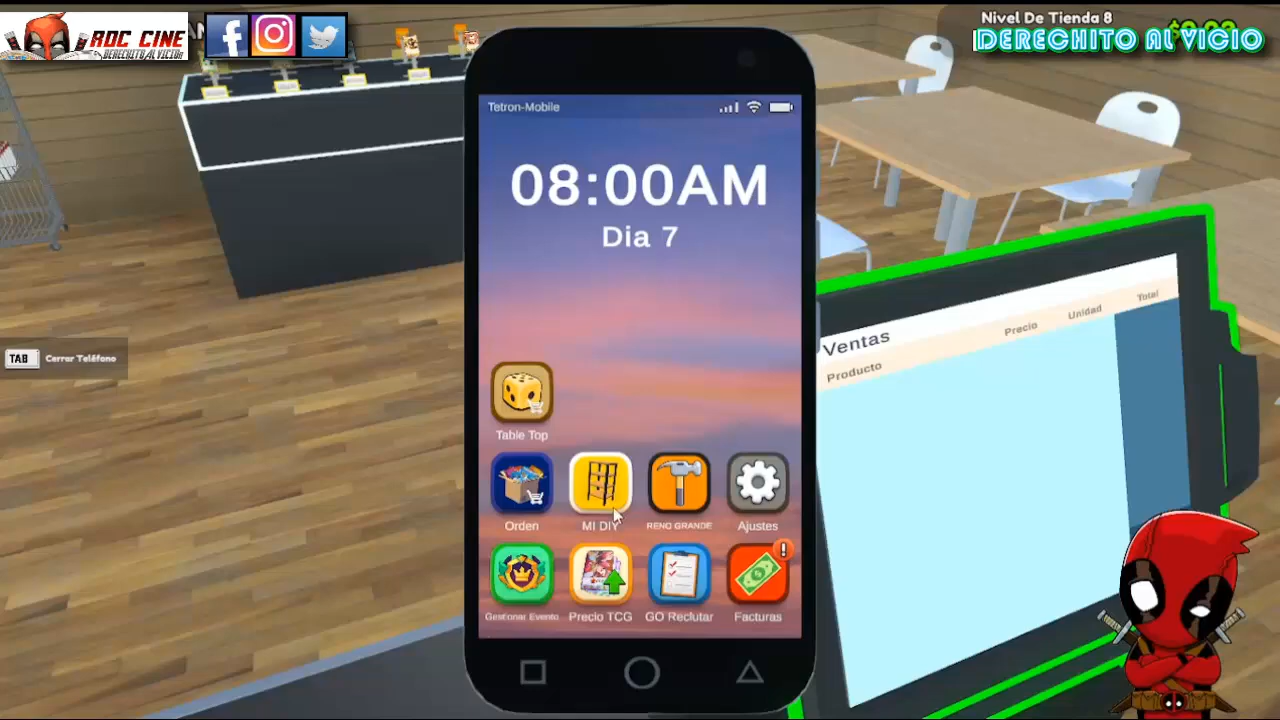 RDC CINE
DERECHITO AL VICIO
Nivel De Tienda 8
DERECHITO AL VICIO
Tetron-Mobile
08:00AM
Dia 7
TAB Cerrar Teléfono
Table Top
Orden
MI DIY
RENO GRANDE
Ajustes
Gestionar Evento
Precio TCG
GO Reclutar
Facturas
Ventas
Producto
Precio
Unidad
Total